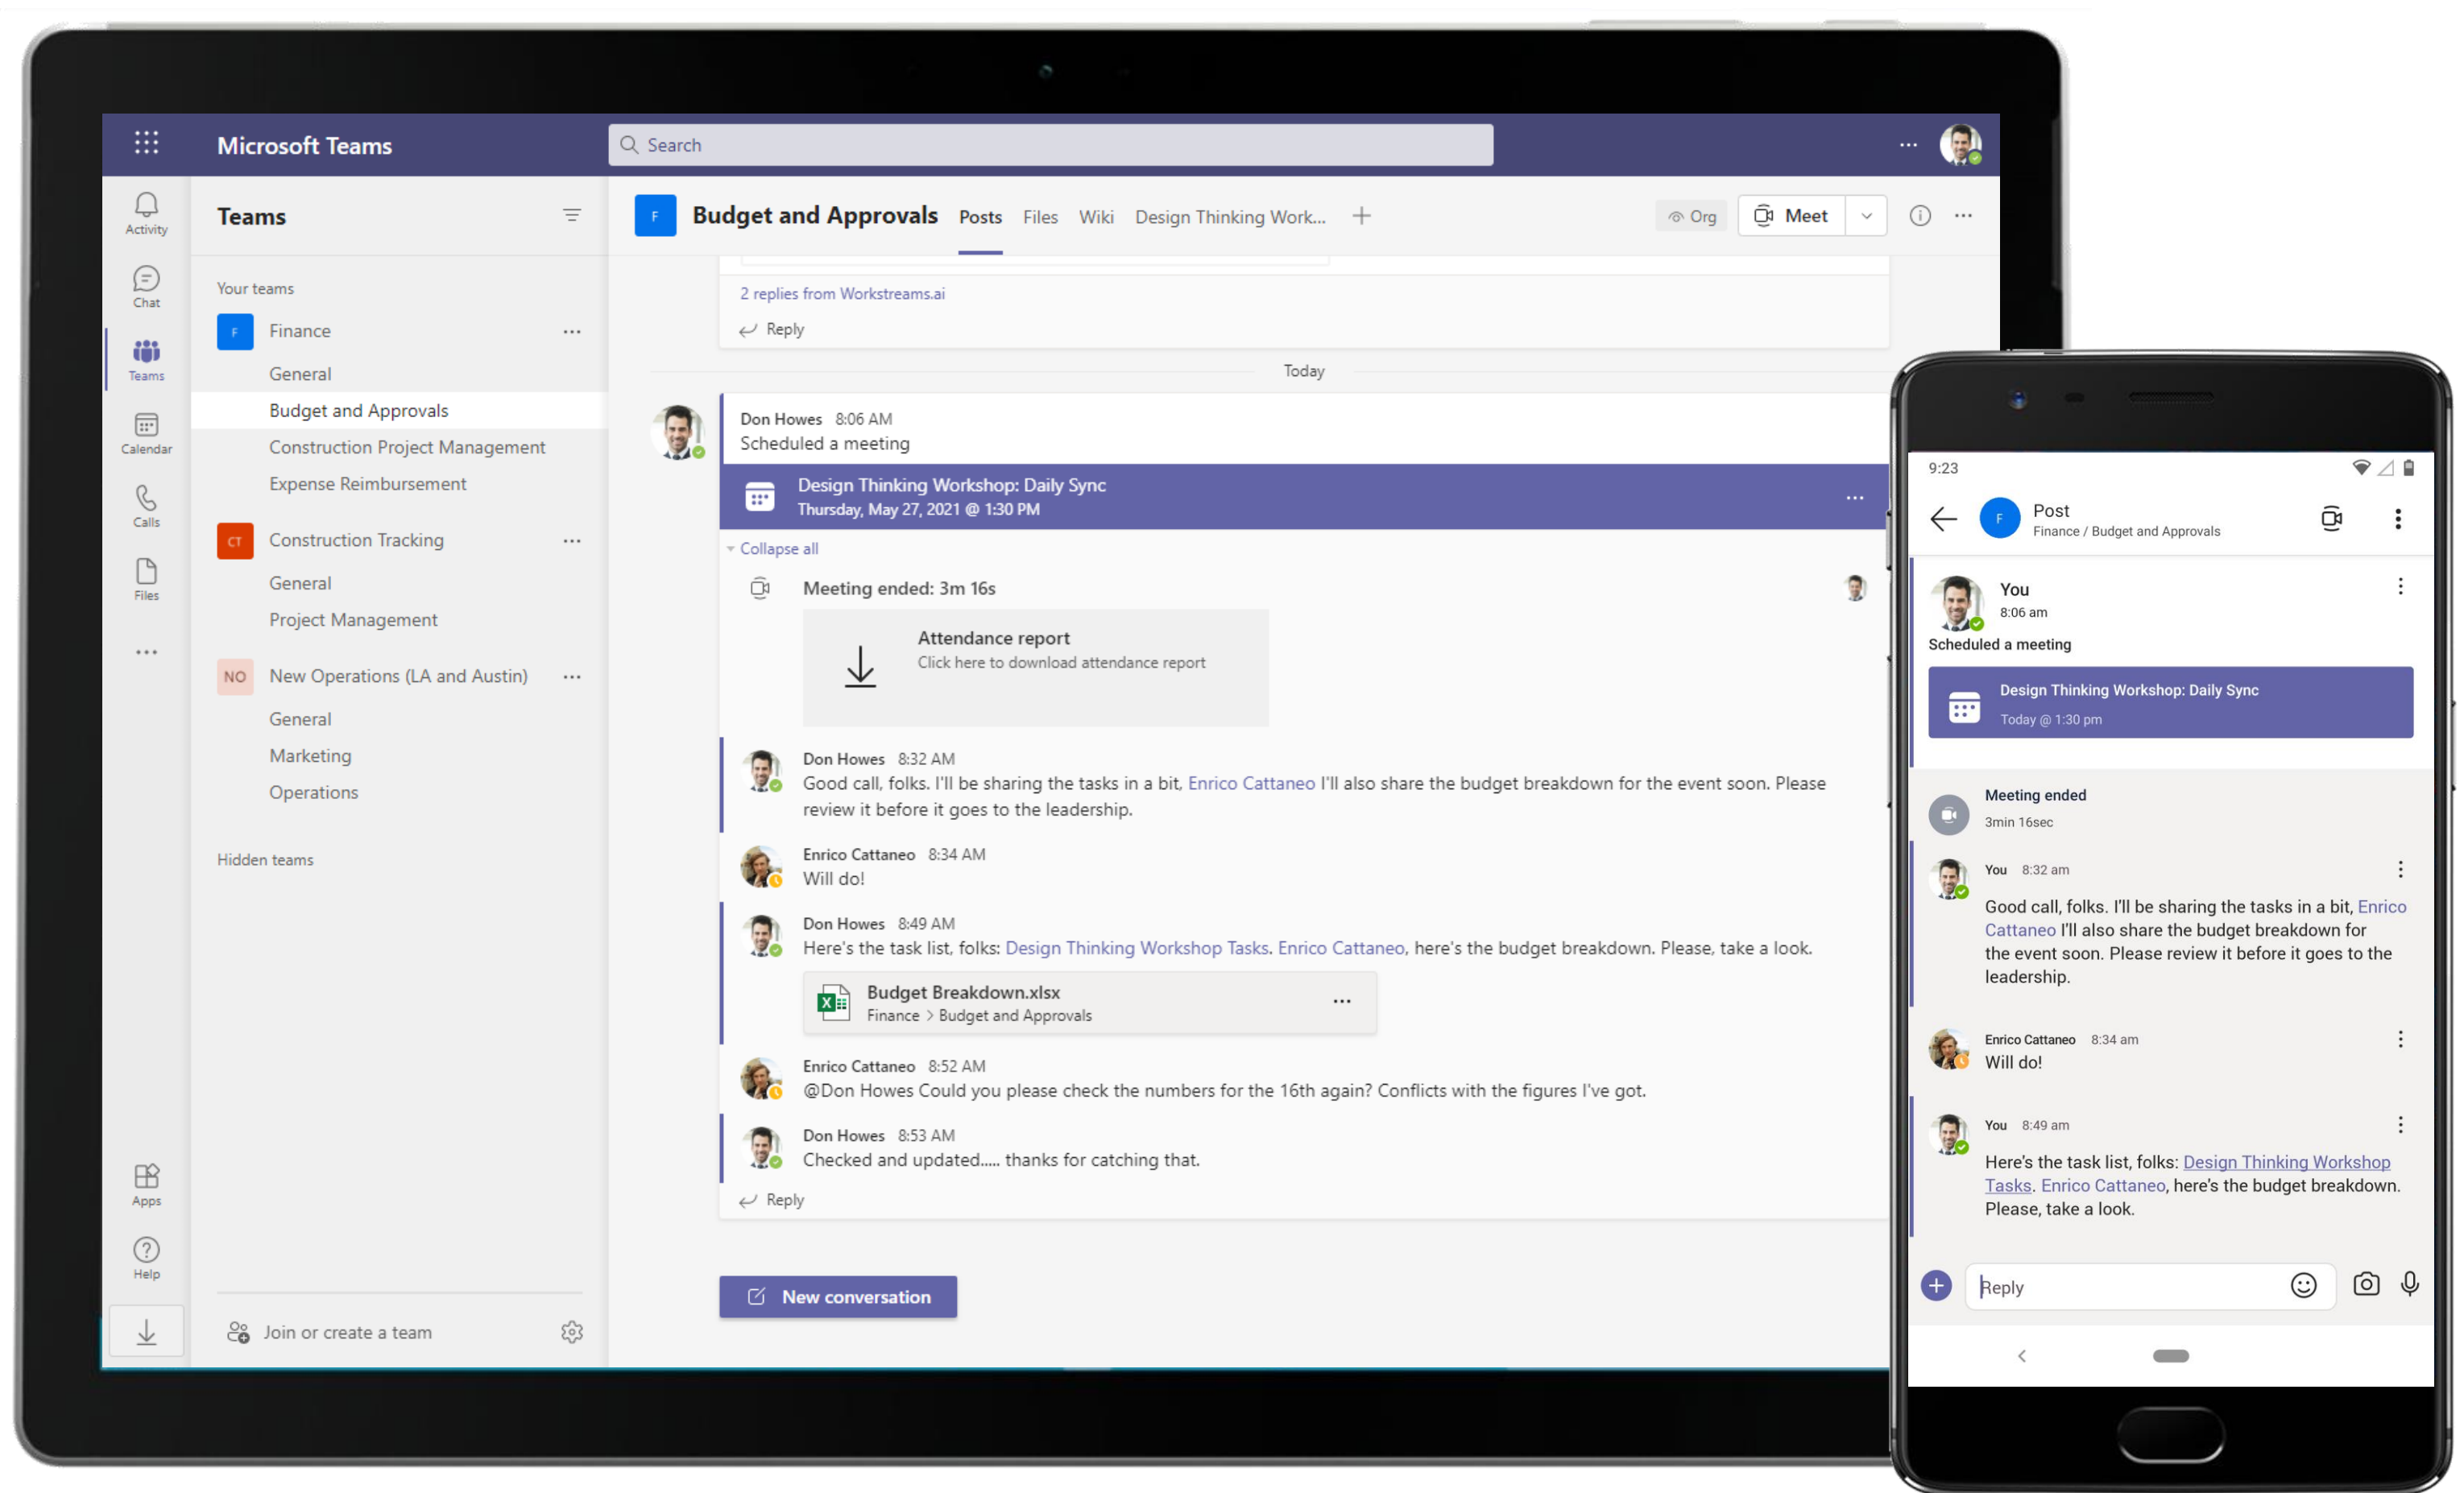 Microsoft Teams
Search
Activity
Chat
Teams
Calendar
Calls
Files
Apps
Help
Teams
Your teams
F
Finance
General
Budget and Approvals
Construction Project Management
Expense Reimbursement
CT
Construction Tracking
General
Project Management
NO
New Operations (LA and Austin)
General
Marketing
Operations
Hidden teams
Join or create a team
F
Budget and Approvals
Posts
Files
Wiki
Design Thinking Work...
Org
Meet
2 replies from Workstreams.ai
Reply
Today
Don Howes 8:06 AM
Scheduled a meeting
Design Thinking Workshop: Daily Sync
Thursday, May 27, 2021 @ 1:30 PM
Collapse all
Meeting ended: 3m 16s
Attendance report
Click here to download attendance report
Don Howes 8:32 AM
Good call, folks. I'll be sharing the tasks in a bit, Enrico Cattaneo I'll also share the budget breakdown for the event soon. Please
review it before it goes to the leadership.
Enrico Cattaneo 8:34 AM
Will do!
Don Howes 8:49 AM
Here's the task list, folks: Design Thinking Workshop Tasks. Enrico Cattaneo, here's the budget breakdown. Please, take a look.
X
Budget Breakdown.xlsx
Finance > Budget and Approvals
Enrico Cattaneo 8:52 AM
@Don Howes Could you please check the numbers for the 16th again? Conflicts with the figures I've got.
Don Howes 8:53 AM
Checked and updated..... thanks for catching that.
Reply
New conversation
9:23
F
Post
Finance / Budget and Approvals
You
8:06 am
Scheduled a meeting
Design Thinking Workshop: Daily Sync
Today @ 1:30 pm
Meeting ended
3min 16sec
You 8:32 am
Good call, folks. I'll be sharing the tasks in a bit, Enrico
Cattaneo I'll also share the budget breakdown for
the event soon. Please review it before it goes to the
leadership.
Enrico Cattaneo 8:34 am
Will do!
You 8:49 am
Here's the task list, folks: Design Thinking Workshop
Tasks. Enrico Cattaneo, here's the budget breakdown.
Please, take a look.
Reply